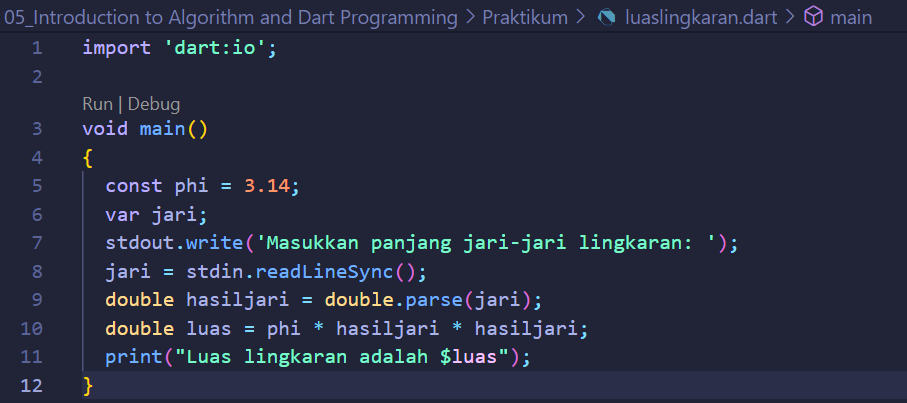 05_Introduction to Algorithm and Dart Programming > Praktikum > luaslingkaran.dart > main
1 import 'dart:io';
2
Run | Debug
3 void main()
4 {
5   const phi = 3.14;
6   var jari;
7   stdout.write('Masukkan panjang jari-jari lingkaran: ');
8   jari = stdin.readLineSync();
9   double hasiljari = double.parse(jari);
10   double luas = phi * hasiljari * hasiljari;
11   print("Luas lingkaran adalah $luas");
12 }